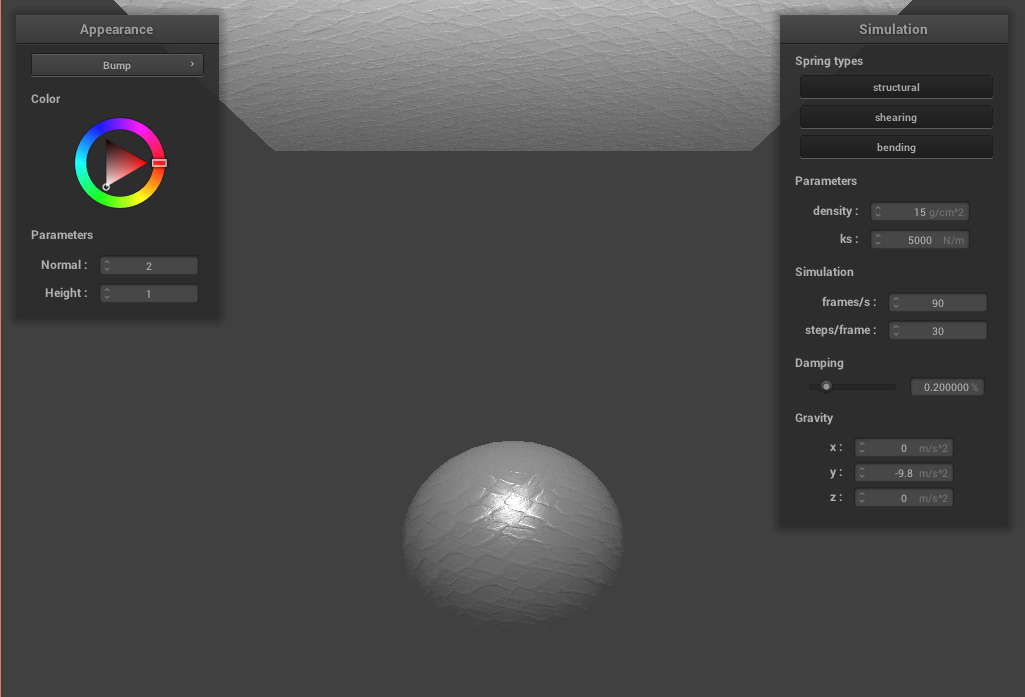 Appearance
Bump
Color
Parameters
Normal : 2
Height : 1
Simulation
Spring types
structural
shearing
bending
Parameters
density : 15 g/cm^2
ks : 5000 N/m
Simulation
frames/s : 90
steps/frame : 30
Damping
0.200000 %
Gravity
x : 0 m/s^2
y : -9.8 m/s^2
z : 0 m/s^2